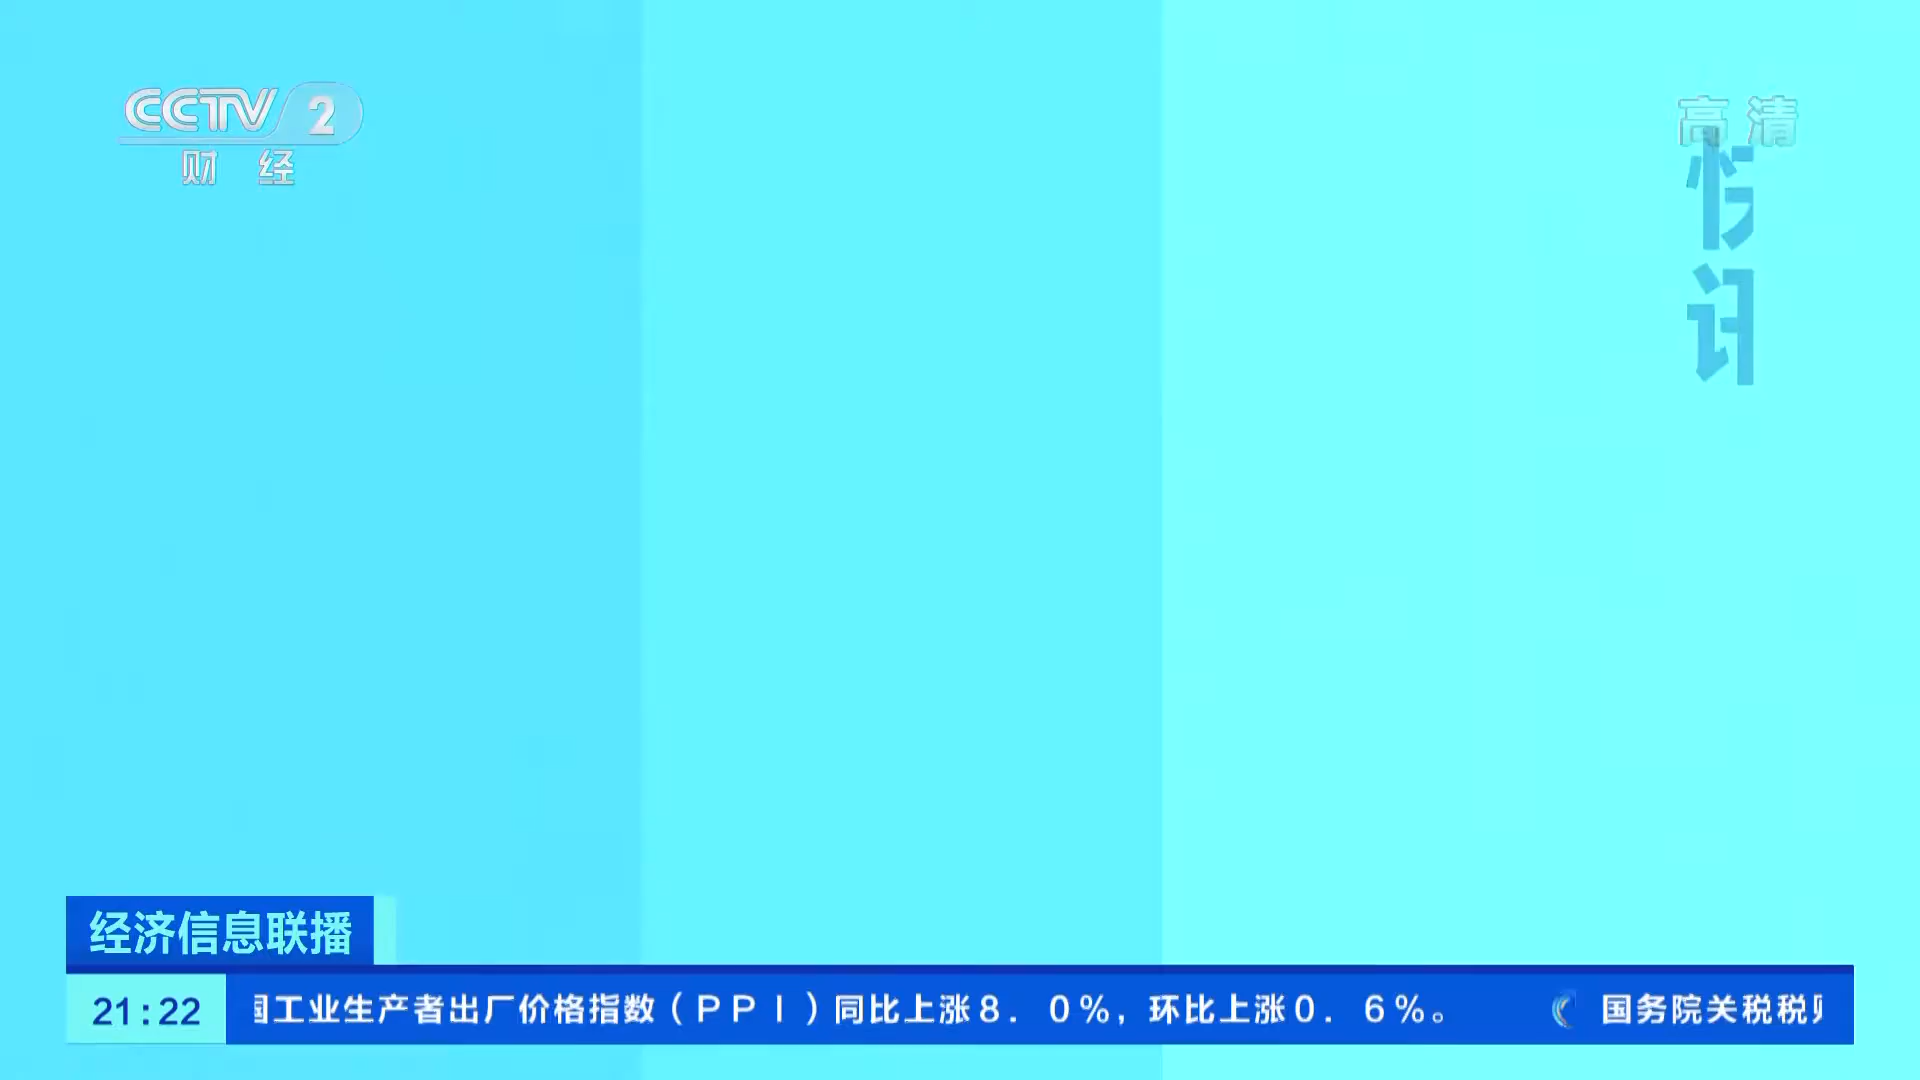 CCTV 2
财 经
高清
经济信息联播
21:22
国工业生产者出厂价格指数（PPI）同比上涨8．0％，环比上涨0．6％。 国务院关税税则